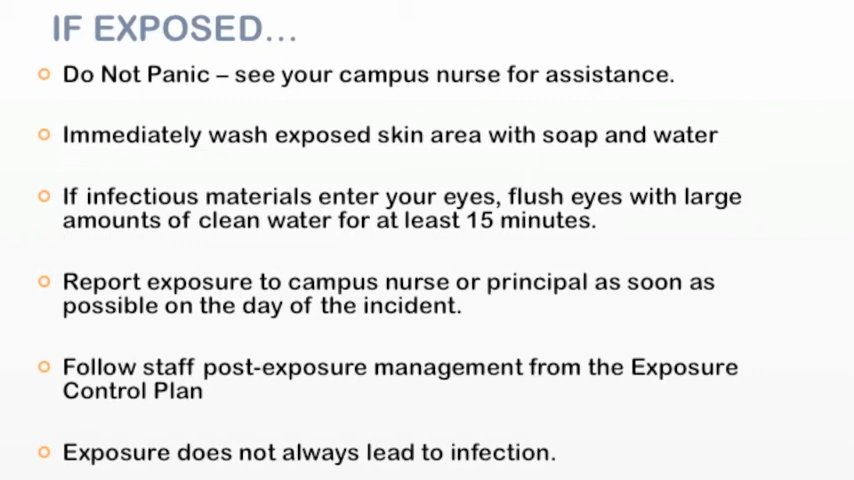 IF EXPOSED...
Do Not Panic – see your campus nurse for assistance.
Immediately wash exposed skin area with soap and water
If infectious materials enter your eyes, flush eyes with large
amounts of clean water for at least 15 minutes.
Report exposure to campus nurse or principal as soon as
possible on the day of the incident.
Follow staff post-exposure management from the Exposure
Control Plan
Exposure does not always lead to infection.